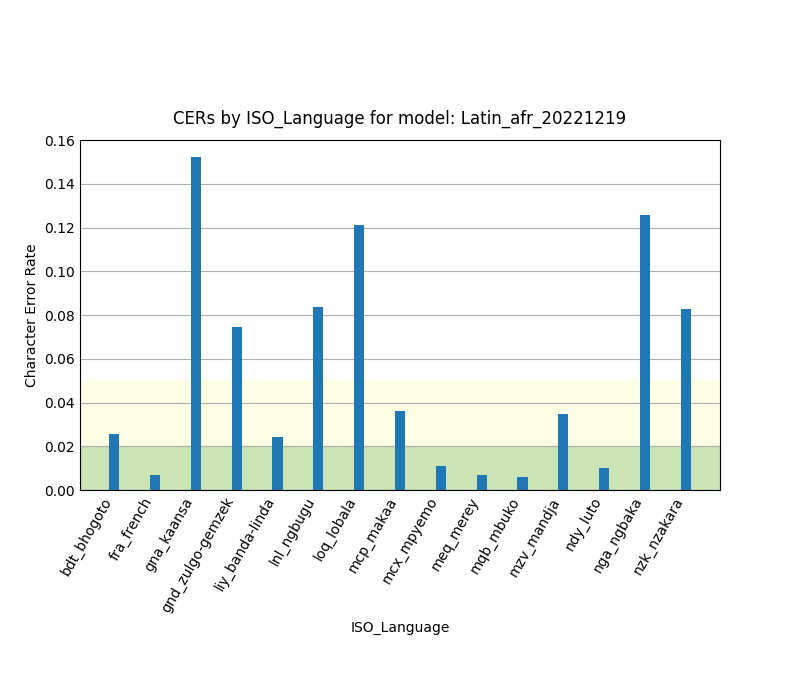 CERs by ISO_Language for model: Latin_afr_20221219
Character Error Rate
0.16
0.14
0.12
0.10
0.08
0.06
0.04
0.02
0.00
bdt_bhogoto
fra_french
gna_kaansa
gnd_zulgo-gemzek
liy_banda-linda
lnl_ngbugu
loq_lobala
mcp_makaa
mcx_mpyemo
meq_merey
mqb_mbuko
mzv_mandja
ndy_luto
nga_ngbaka
nzk_nzakara
ISO_Language